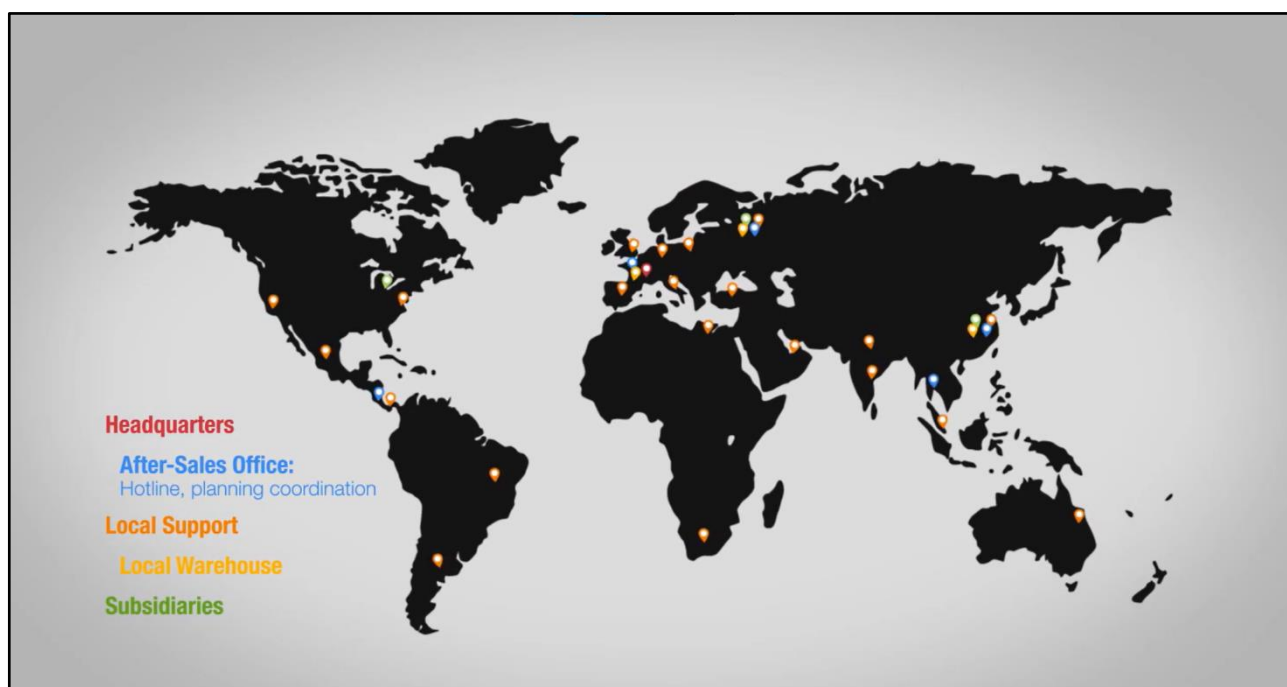 Headquarters
After-Sales Office:
Hotline, planning coordination
Local Support
Local Warehouse
Subsidiaries